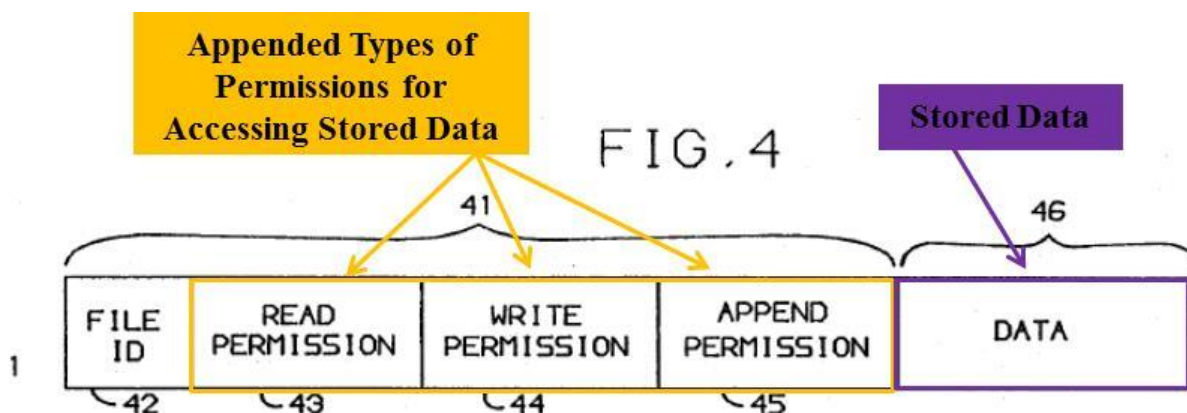 Appended Types of
Permissions for
Accessing Stored Data
Stored Data
FIG.4
41
46
FILE
ID
READ
PERMISSION
WRITE
PERMISSION
APPEND
PERMISSION
DATA
1
42
43
44
45